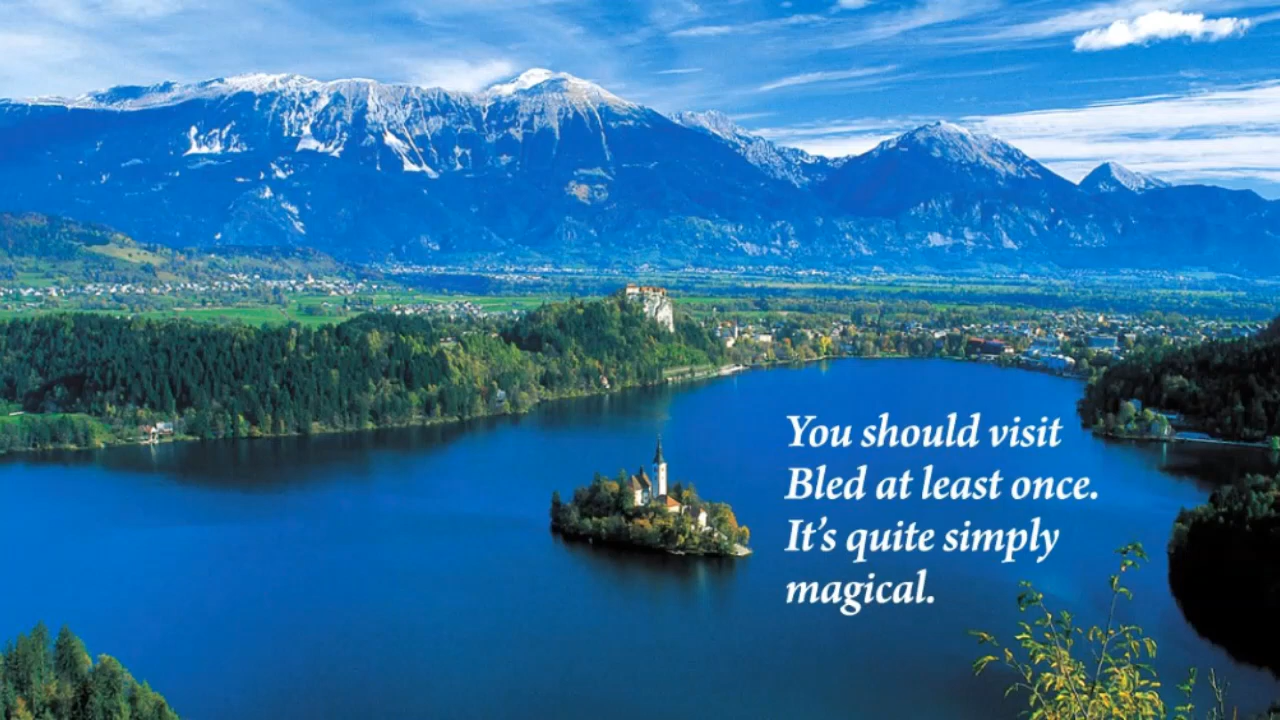 You should visit
Bled at least once.
It’s quite simply
magical.